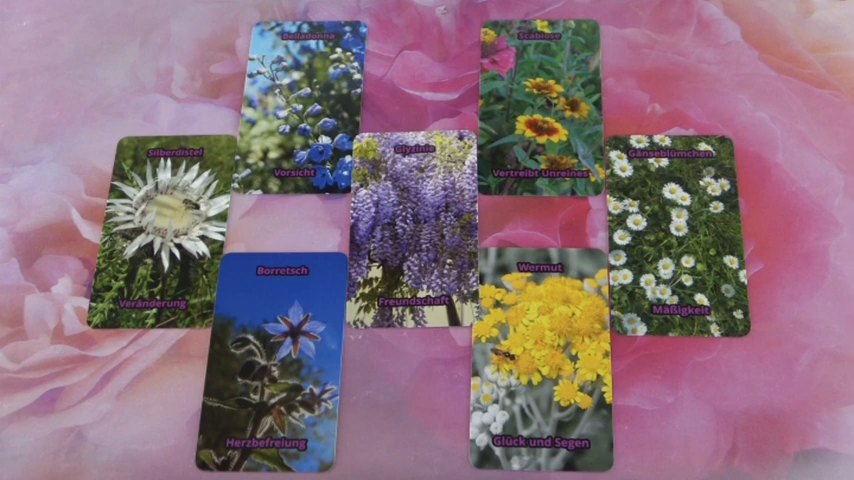 Belladonna
Vorsicht
Scabiose
Vertreibt Unreines
Silberdistel
Veränderung
Glyzinie
Freundschaft
Gänseblümchen
Mäßigkeit
Borretsch
Herzbefreiung
Wermut
Glück und Segen